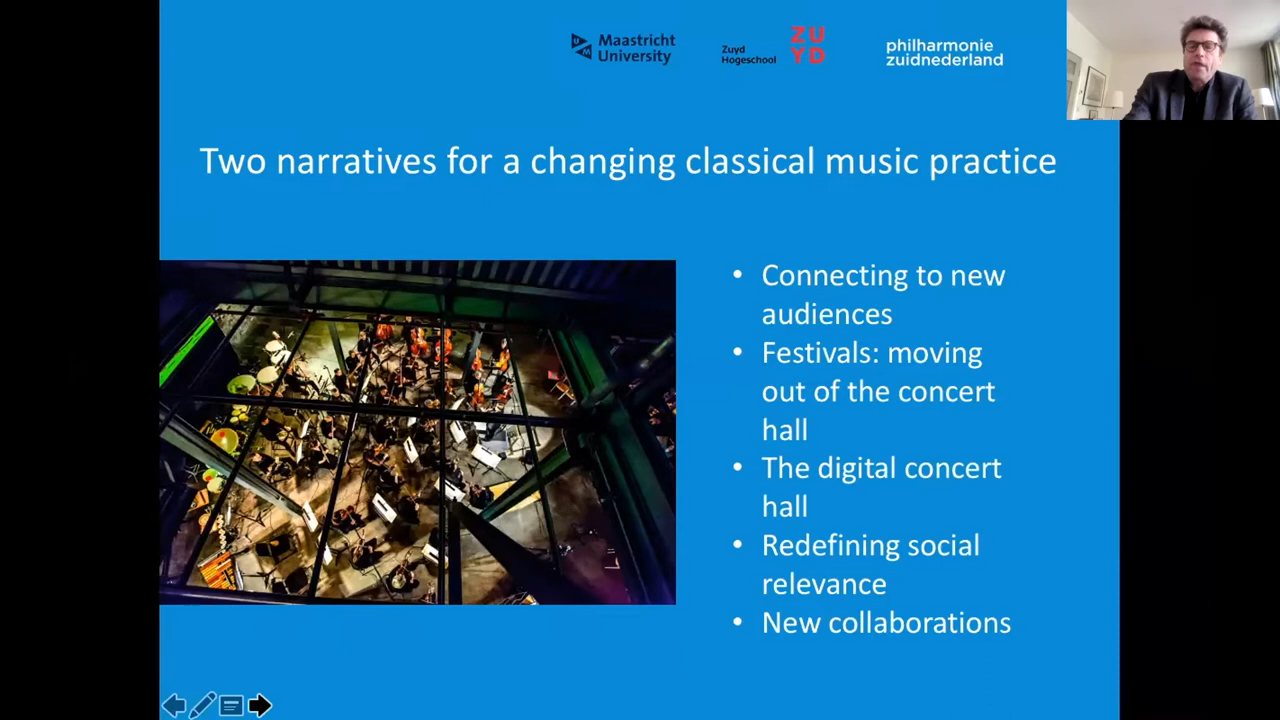 Maastricht
University
UM
Zuyd
Hogeschool
ZU
YD
philharmonie
zuidnederland
Two narratives for a changing classical music practice
• Connecting to new
audiences
• Festivals: moving
out of the concert
hall
• The digital concert
hall
• Redefining social
relevance
• New collaborations